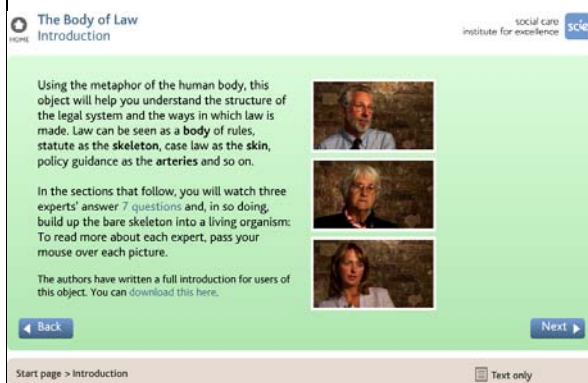 The Body of Law
Introduction
HOME
social care
institute for excellence
scie
Using the metaphor of the human body, this
object will help you understand the structure of
the legal system and the ways in which law is
made. Law can be seen as a body of rules,
statute as the skeleton, case law as the skin,
policy guidance as the arteries and so on.
In the sections that follow, you will watch three
experts' answer 7 questions and, in so doing,
build up the bare skeleton into a living organism:
To read more about each expert, pass your
mouse over each picture.
The authors have written a full introduction for users of
this object. You can download this here.
Back
Next
Start page > Introduction
Text only